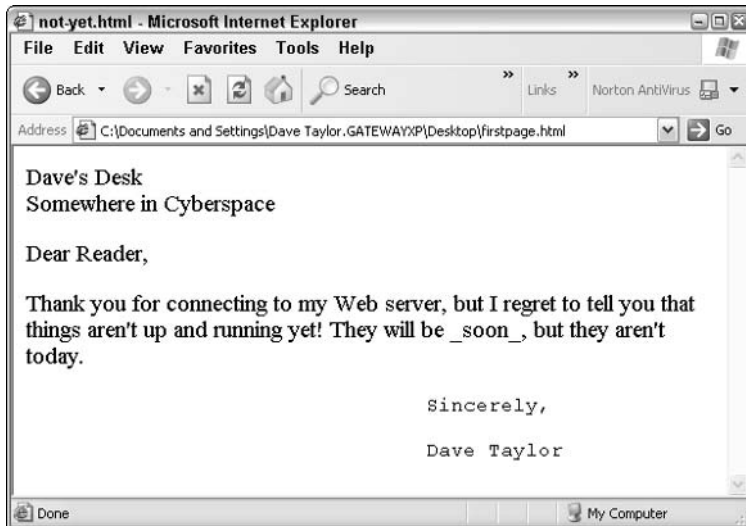 not-yet.html - Microsoft Internet Explorer
File Edit View Favorites Tools Help
Back Search » Links » Norton AntiVirus
Address C:\Documents and Settings\Dave Taylor.GATEWAYXP\Desktop\firstpage.html Go
Dave's Desk
Somewhere in Cyberspace
Dear Reader,
Thank you for connecting to my Web server, but I regret to tell you that
things aren't up and running yet! They will be _soon_, but they aren't
today.
Sincerely,
Dave Taylor
Done My Computer